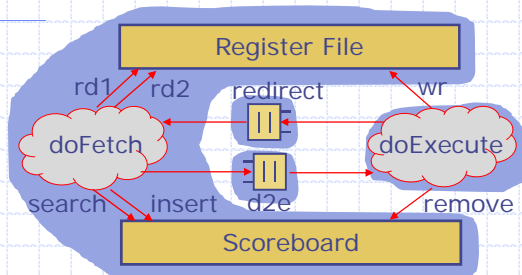 Register File
rd1 rd2 redirect wr
doFetch doExecute
search insert d2e remove
Scoreboard